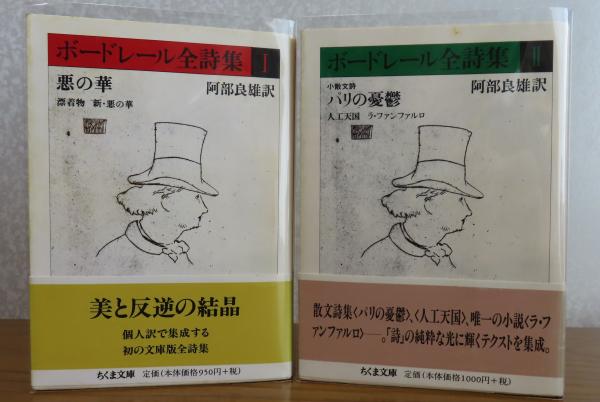 ボードレール全詩集 I
悪の華
阿部良雄訳
漂着物 新・悪の華
美と反逆の結晶
個人訳で集成する
初の文庫版全詩集
ちくま文庫 定価(本体価格950円+税)
ボードレール全詩集 II
小散文詩
パリの憂鬱
阿部良雄訳
人工天国 ラ・ファンファルロ
散文詩集〈パリの憂鬱〉、〈人工天国〉、唯一の小説〈ラ・フ
ァンファルロ〉──。「詩」の純粋な光に輝くテクストを集成。
ちくま文庫 定価(本体価格1000円+税)